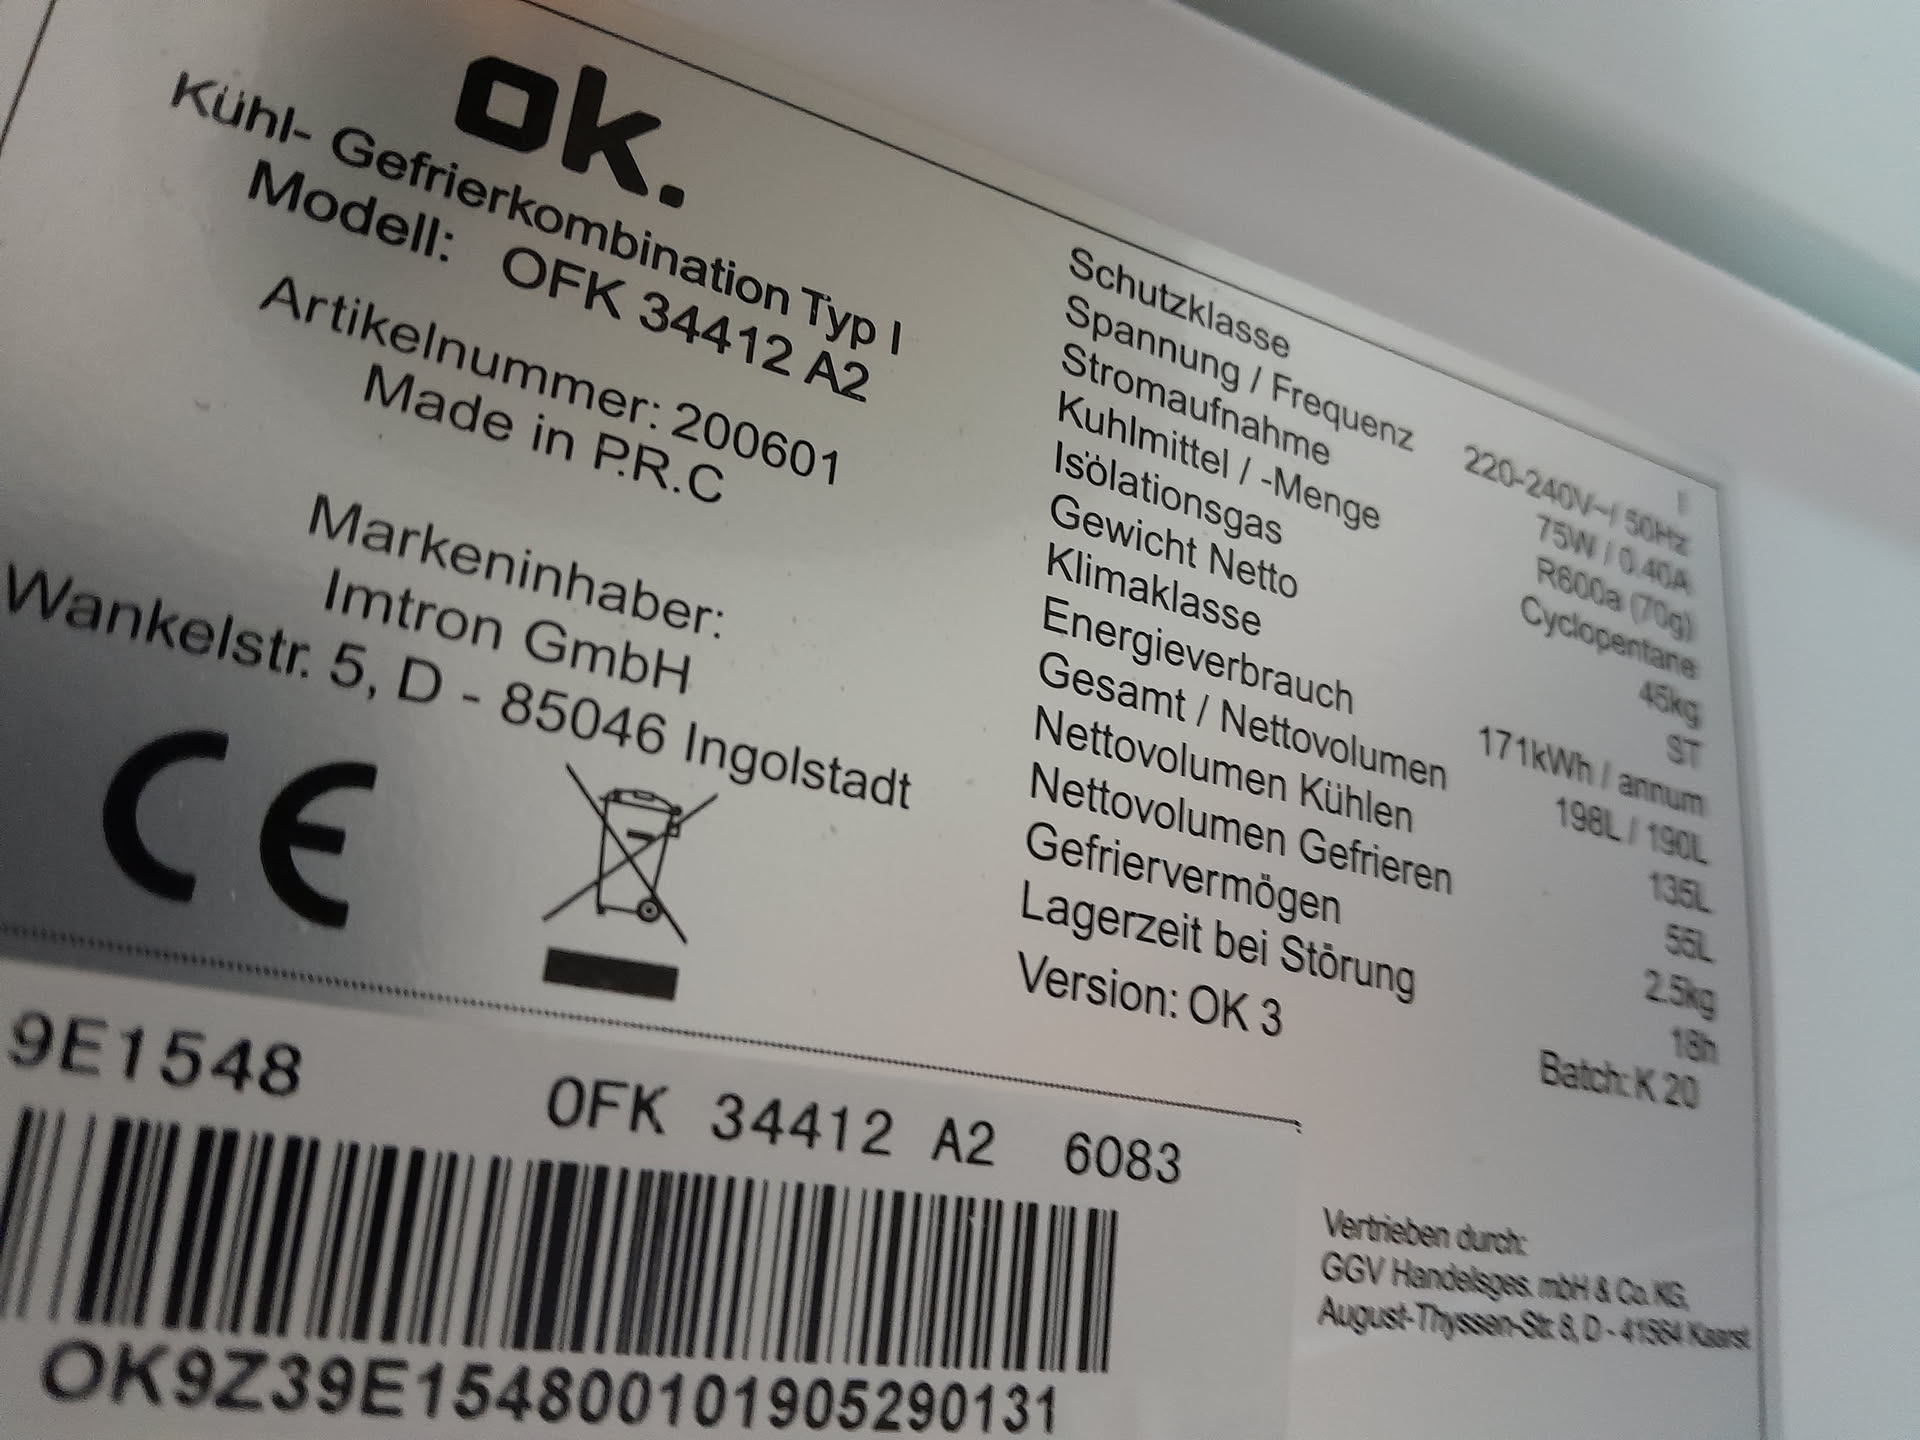 ok.
Kühl- Gefrierkombination Typ I
Modell: OFK 34412 A2
Artikelnummer: 200601
Made in P.R.C
Markeninhaber:
Imtron GmbH
Wankelstr. 5, D - 85046 Ingolstadt
CE
Schutzklasse I
Spannung / Frequenz 220-240V~/ 50Hz
Stromaufnahme 75W / 0.40A
Kuhlmittel / -Menge R600a (70g)
Isölationsgas Cyclopentane
Gewicht Netto 45kg
Klimaklasse ST
Energieverbrauch 171kWh / annum
Gesamt / Nettovolumen 198L / 190L
Nettovolumen Kühlen 135L
Nettovolumen Gefrieren 55L
Gefriervermögen 2.5kg
Lagerzeit bei Störung 18h
Version: OK 3 Batch: K 20
9E1548 OFK 34412 A2 6083
OK9Z39E154800101905290131
Vertrieben durch:
GGV Handelsges. mbH & Co. KG,
August-Thyssen-Str. 8, D - 41564 Kaarst